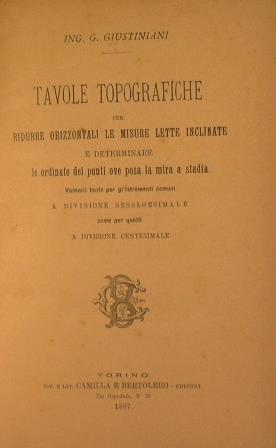 ING. G. GIUSTINIANI
TAVOLE TOPOGRAFICHE
PER
RIDURRE ORIZZONTALI LE MISURE LETTE INCLINATE
E DETERMINARE
le ordinate dei punti ove posa la mira a stadia
Valevoli tanto per gl'istromenti comuni
A DIVISIONE SESSAGESIMALE
come per quelli
A DIVISIONE CENTESIMALE
TORINO
TIP. E LIT. CAMILLA E BERTOLERO - EDITORI
Via Ospedale, N. 18
1887.